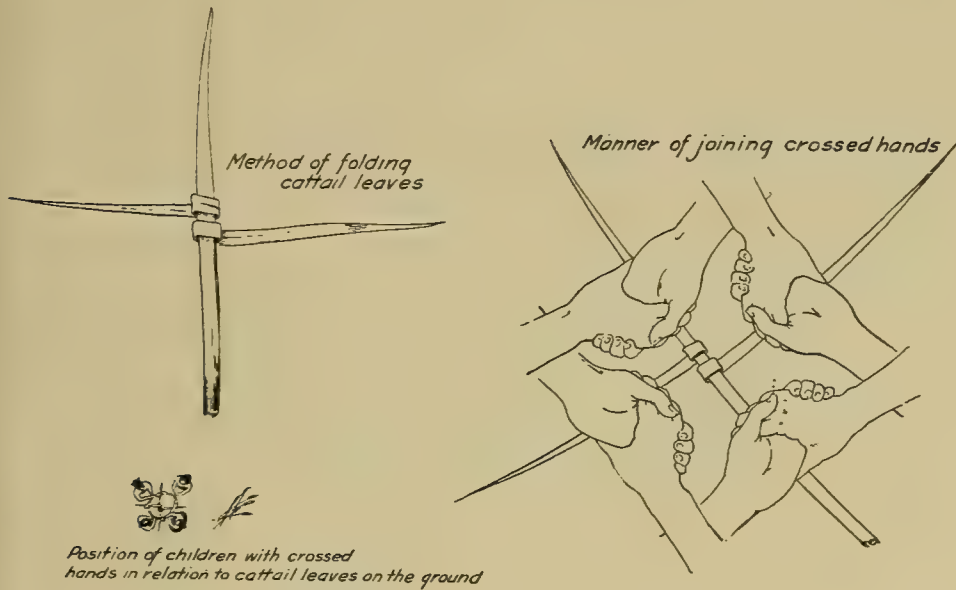 Method of folding
cattail leaves
Manner of joining crossed hands
Position of children with crossed
hands in relation to cattail leaves on the ground